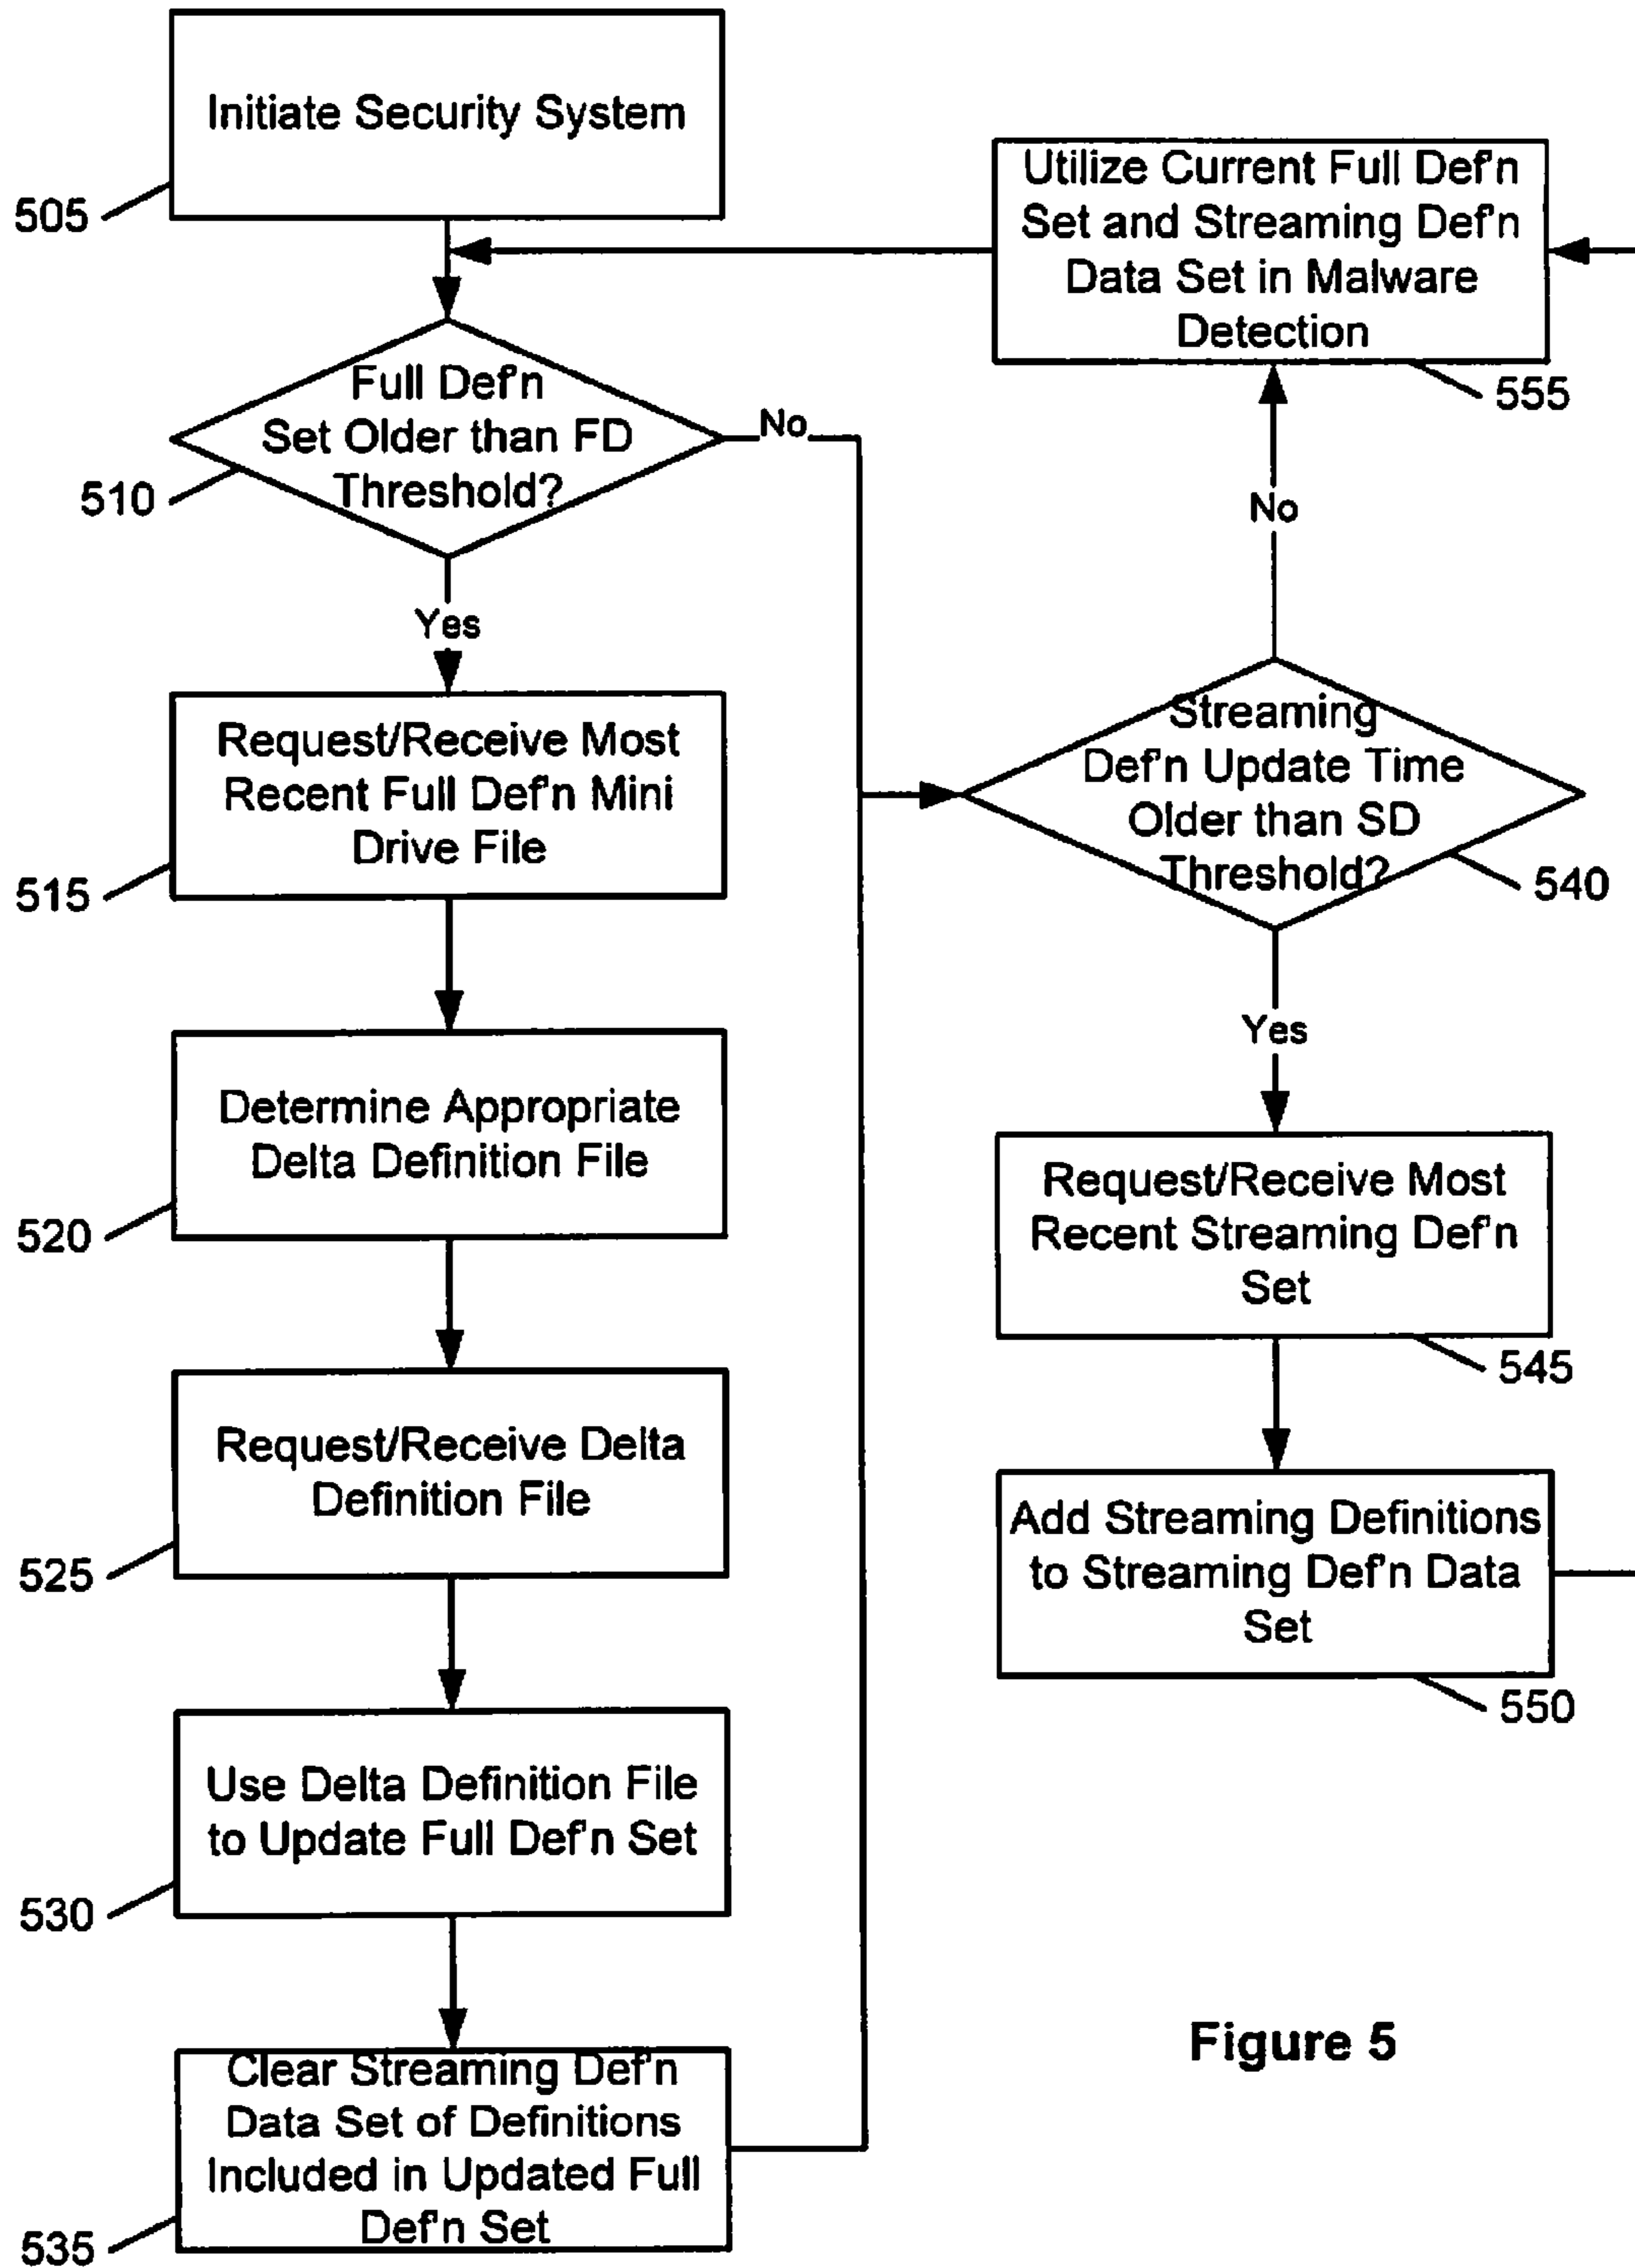 Initiate Security System
505
Full Def'n
Set Older than FD
Threshold?
510
No
Yes
Request/Receive Most
Recent Full Def'n Mini
Drive File
515
Determine Appropriate
Delta Definition File
520
Request/Receive Delta
Definition File
525
Use Delta Definition File
to Update Full Def'n Set
530
Clear Streaming Def'n
Data Set of Definitions
Included in Updated Full
Def'n Set
535
Utilize Current Full Def'n
Set and Streaming Def'n
Data Set in Malware
Detection
555
No
Streaming
Def'n Update Time
Older than SD
Threshold?
540
Yes
Request/Receive Most
Recent Streaming Def'n
Set
545
Add Streaming Definitions
to Streaming Def'n Data
Set
550
Figure 5